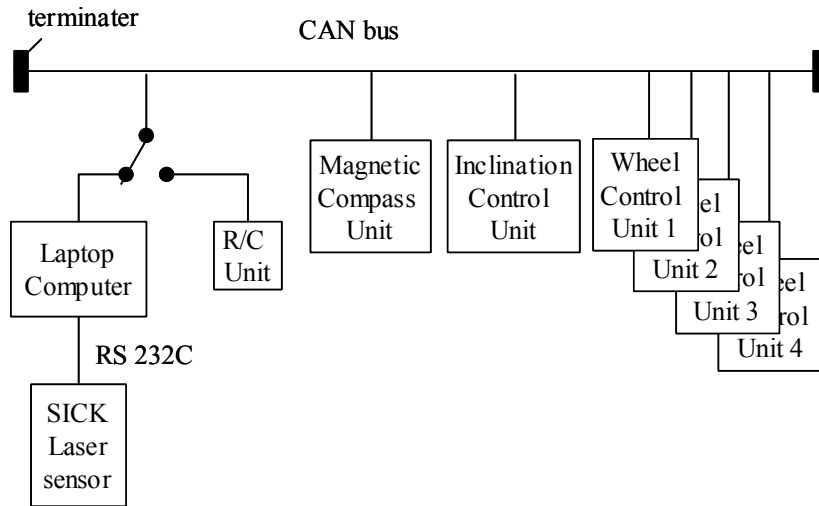 terminater
CAN bus
Magnetic
Compass
Unit
Inclination
Control
Unit
Wheel
Control
Unit 1
Unit 2
Unit 3
Unit 4
Laptop
Computer
R/C
Unit
RS 232C
SICK
Laser
sensor